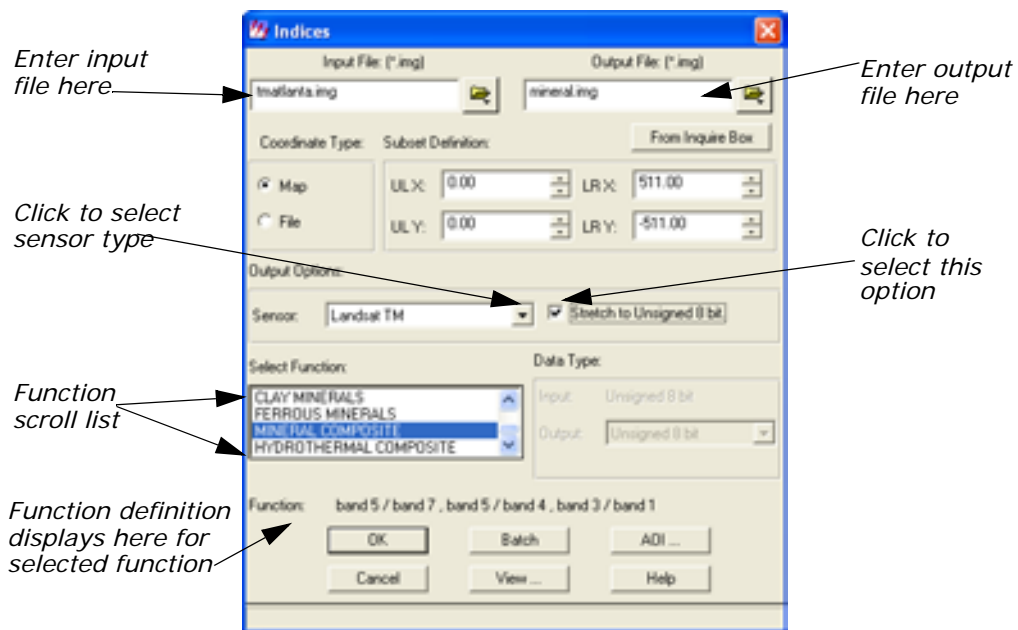 Indices
Input File: (*.img)
Output File: (*.img)
Enter input
file here
tmatlanta.img
mineral.img
Enter output
file here
From Inquire Box
Coordinate Type:
Subset Definition:
Map
UL X: 0.00
LR X: 511.00
File
UL Y: 0.00
LR Y: -511.00
Click to select
sensor type
Click to
select this
option
Output Options:
Sensor: Landsat TM
Stretch to Unsigned 8 bit.
Select Function:
Data Type:
Function
scroll list
CLAY MINERALS
FERROUS MINERALS
MINERAL COMPOSITE
HYDROTHERMAL COMPOSITE
Input: Unsigned 8 bit
Output: Unsigned 8 bit
Function definition
displays here for
selected function
Function: band 5 / band 7 , band 5 / band 4 , band 3 / band 1
OK
Batch
AOI ...
Cancel
View ...
Help